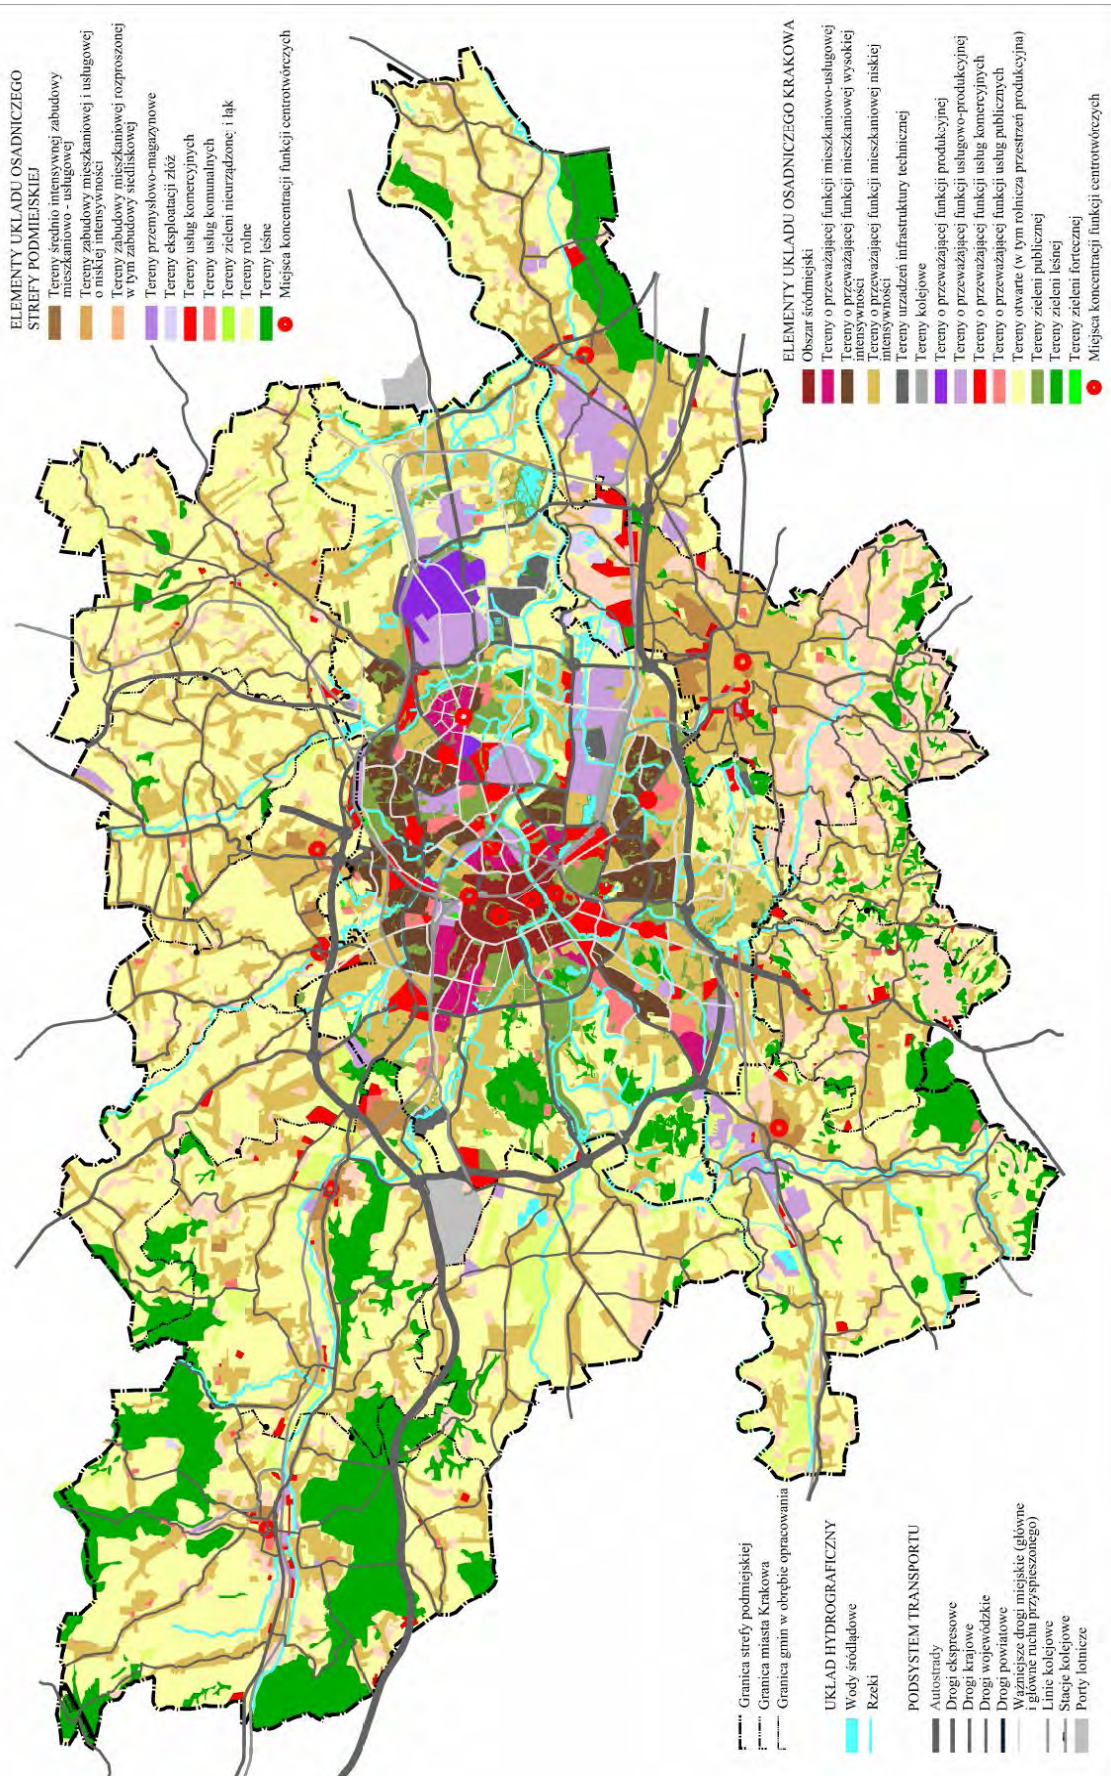 ELEMENTY UKŁADU OSADNICZEGO
STREFY PODMIEJSKIEJ
Tereny średnio intensywnej zabudowy
mieszkaniowo - usługowej
Tereny zabudowy mieszkaniowej i usługowej
o niskiej intensywności
Tereny zabudowy mieszkaniowej rozproszonej
w tym zabudowy siedliskowej
Tereny przemysłowo-magazynowe
Tereny eksploatacji złóż
Tereny usług komercyjnych
Tereny usług komunalnych
Tereny zieleni nieurządzonej i łąk
Tereny rolne
Tereny leśne
Miejsca koncentracji funkcji centrotwórczych
ELEMENTY UKŁADU OSADNICZEGO KRAKOWA
Obszar śródmiejski
Tereny o przeważającej funkcji mieszkaniowo-usługowej
Tereny o przeważającej funkcji mieszkaniowej wysokiej
intensywności
Tereny o przeważającej funkcji mieszkaniowej niskiej
intensywności
Tereny urządzeń infrastruktury technicznej
Tereny kolejowe
Tereny o przeważającej funkcji produkcyjnej
Tereny o przeważającej funkcji usługowo-produkcyjnej
Tereny o przeważającej funkcji usług komercyjnych
Tereny o przeważającej funkcji usług publicznych
Tereny otwarte (w tym rolnicza przestrzeń produkcyjna)
Tereny zieleni publicznej
Tereny zieleni leśnej
Tereny zieleni fortecznej
Miejsca koncentracji funkcji centrotwórczych
Granica strefy podmiejskiej
Granica miasta Krakowa
Granica gmin w obrębie opracowania
UKŁAD HYDROGRAFICZNY
Wody śródlądowe
Rzeki
PODSYSTEM TRANSPORTU
Autostrady
Drogi ekspresowe
Drogi krajowe
Drogi wojewódzkie
Drogi powiatowe
Ważniejsze drogi miejskie (główne
i główne ruchu przyspieszonego)
Linie kolejowe
Stacje kolejowe
Porty lotnicze